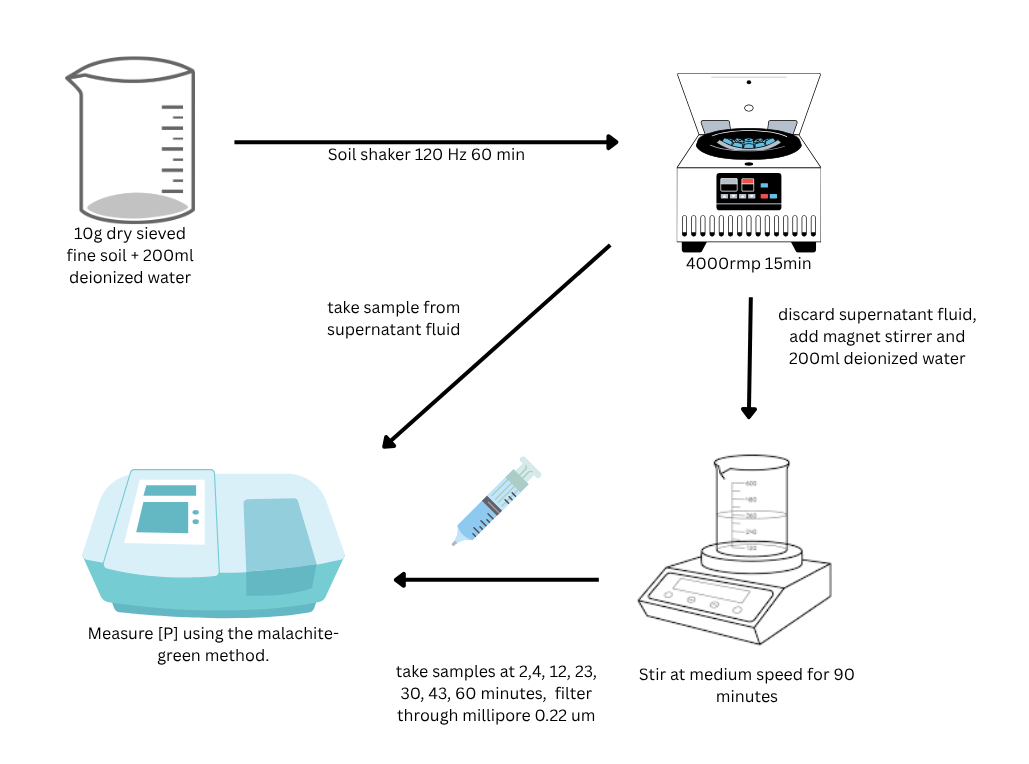 Soil shaker 120 Hz 60 min
10g dry sieved
fine soil + 200ml
deionized water
4000rmp 15min
take sample from
supernatant fluid
discard supernatant fluid,
add magnet stirrer and
200ml deionized water
600
480
360
240
120
Measure [P] using the malachite-
green method.
take samples at 2,4, 12, 23,
30, 43, 60 minutes,  filter
through millipore 0.22 um
Stir at medium speed for 90
minutes